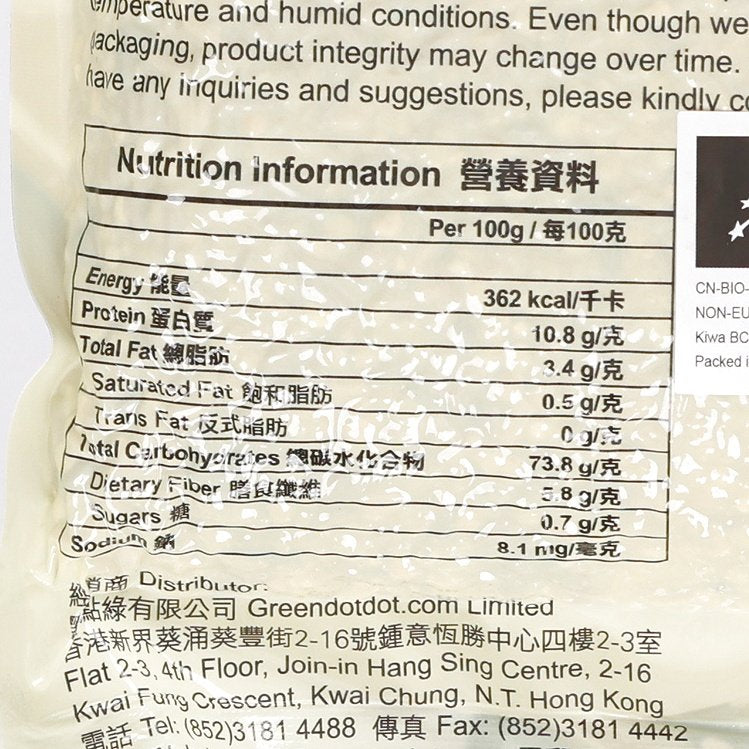 temperature and humid conditions. Even though we
packaging, product integrity may change over time.
have any inquiries and suggestions, please kindly co
Nutrition Information 營養資料
Per 100g / 每100克
Energy 能量 362 kcal/千卡
Protein 蛋白質 10.8 g/克
Total Fat 總脂肪 3.4 g/克
Saturated Fat 飽和脂肪 0.5 g/克
Trans Fat 反式脂肪 0 g/克
Total Carbohydrates 總碳水化合物 73.8 g/克
Dietary Fiber 膳食纖維 5.8 g/克
Sugars 糖 0.7 g/克
Sodium 鈉 8.1 mg/毫克
CN-BIO-
NON-EU
Kiwa BC
Packed i
經銷商 Distributor:
點綠有限公司 Greendotdot.com Limited
香港新界葵涌葵豐街2-16號鍾意恆勝中心四樓2-3室
Flat 2-3, 4th Floor, Join-in Hang Sing Centre, 2-16
Kwai Fung Crescent, Kwai Chung, N.T. Hong Kong
電話 Tel: (852)3181 4488 傳真 Fax: (852)3181 4442